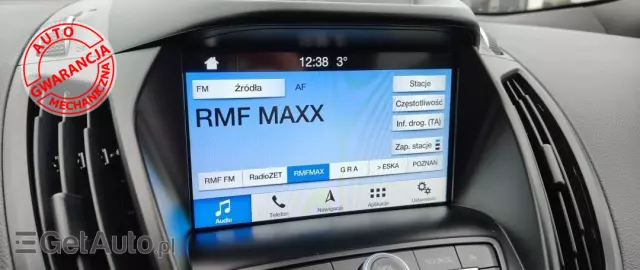 AUTO
GWARANCJA
MECHANICZNA
12:38 3°
FM Źródła AF
Stacje
RMF MAXX
Częstotliwość
Inf. drog. (TA)
Zap. stacje
RMF FM RadioZET RMFMAX G R A > ESKA POZNAŃ
Audio Telefon Nawigacja Aplikacje Ustawienia
GetAuto.pl